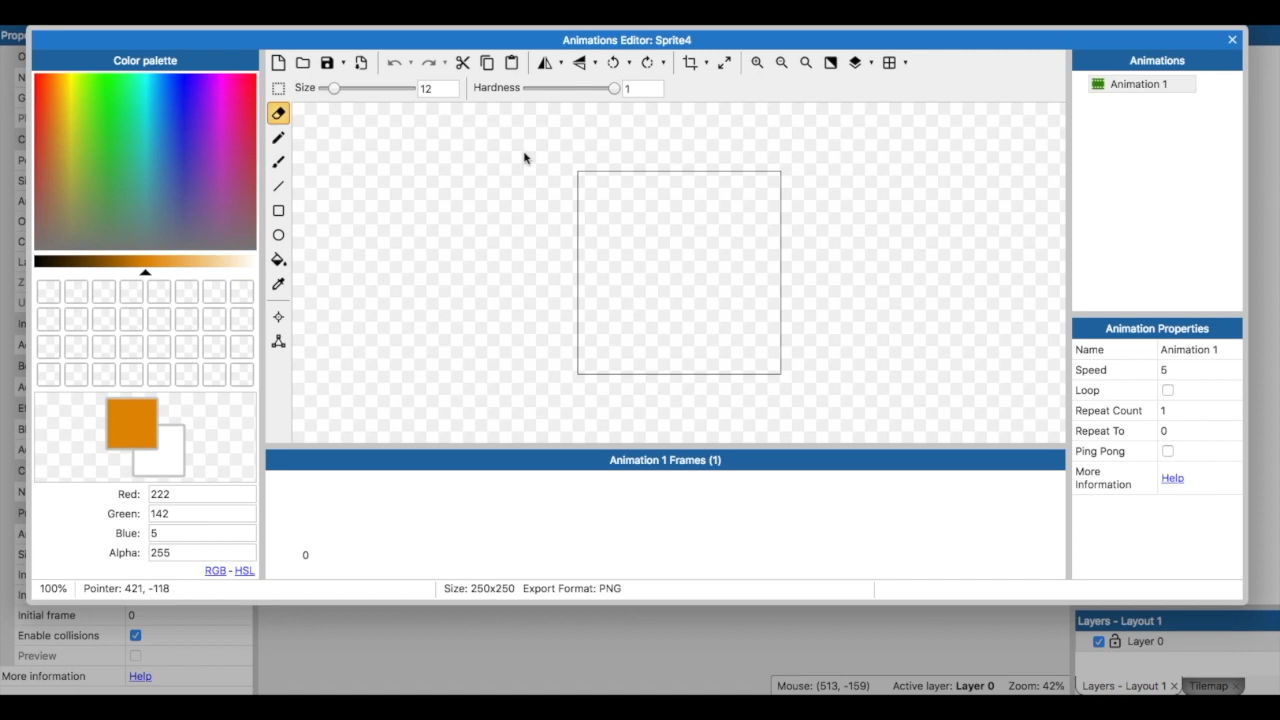 Animations Editor: Sprite4
Color palette
Animations
Animation 1
Size 12 Hardness 1
Animation Properties
Name Animation 1
Speed 5
Loop
Repeat Count 1
Repeat To 0
Ping Pong
More Information Help
Animation 1 Frames (1)
0
Red: 222
Green: 142
Blue: 5
Alpha: 255
RGB - HSL
100% Pointer: 421, -118 Size: 250x250 Export Format: PNG
Initial frame 0
Enable collisions
Preview
More information Help
Layers - Layout 1
Layer 0
Mouse: (513, -159) Active layer: Layer 0 Zoom: 42%
Layers - Layout 1 Tilemap